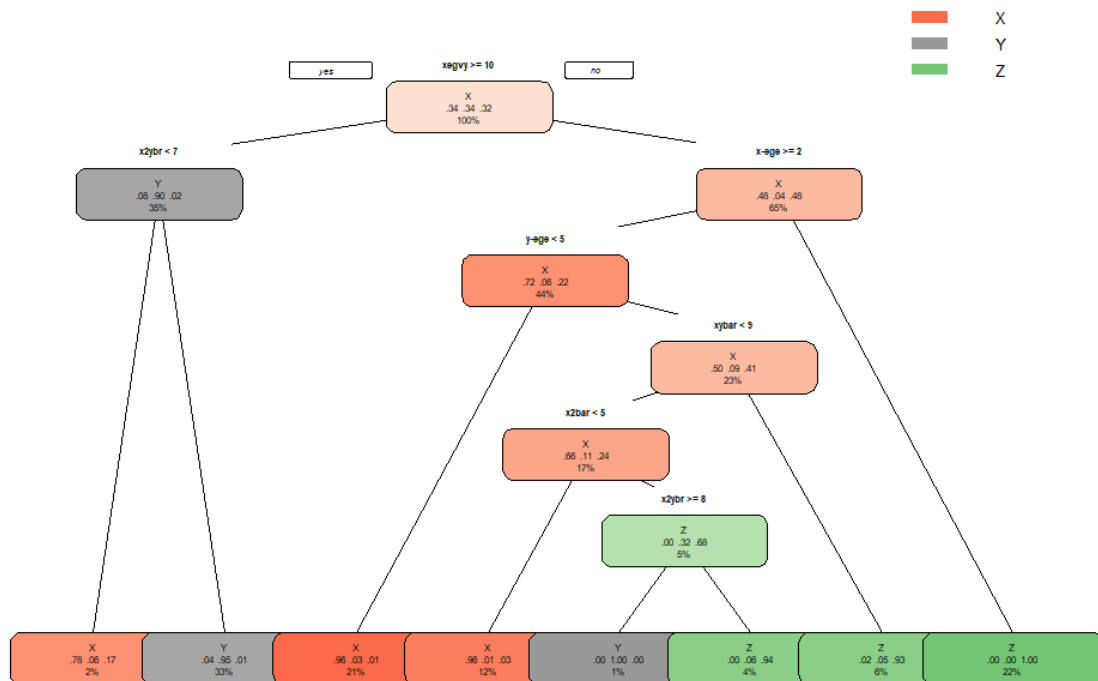 X
Y
Z
xegvy >= 10
yes
no
X
.34 .34 .32
100%
x2ybr < 7
x-ege >= 2
Y
.08 .90 .02
35%
X
.48 .04 .48
65%
y-ege < 5
X
.72 .06 .22
44%
xybar < 9
X
.50 .09 .41
23%
x2bar < 5
X
.66 .11 .24
17%
x2ybr >= 8
Z
.00 .32 .68
5%
X
.78 .06 .17
2%
Y
.04 .95 .01
33%
X
.96 .03 .01
21%
X
.96 .01 .03
12%
Y
.00 1.00 .00
1%
Z
.00 .06 .94
4%
Z
.02 .05 .93
6%
Z
.00 .00 1.00
22%